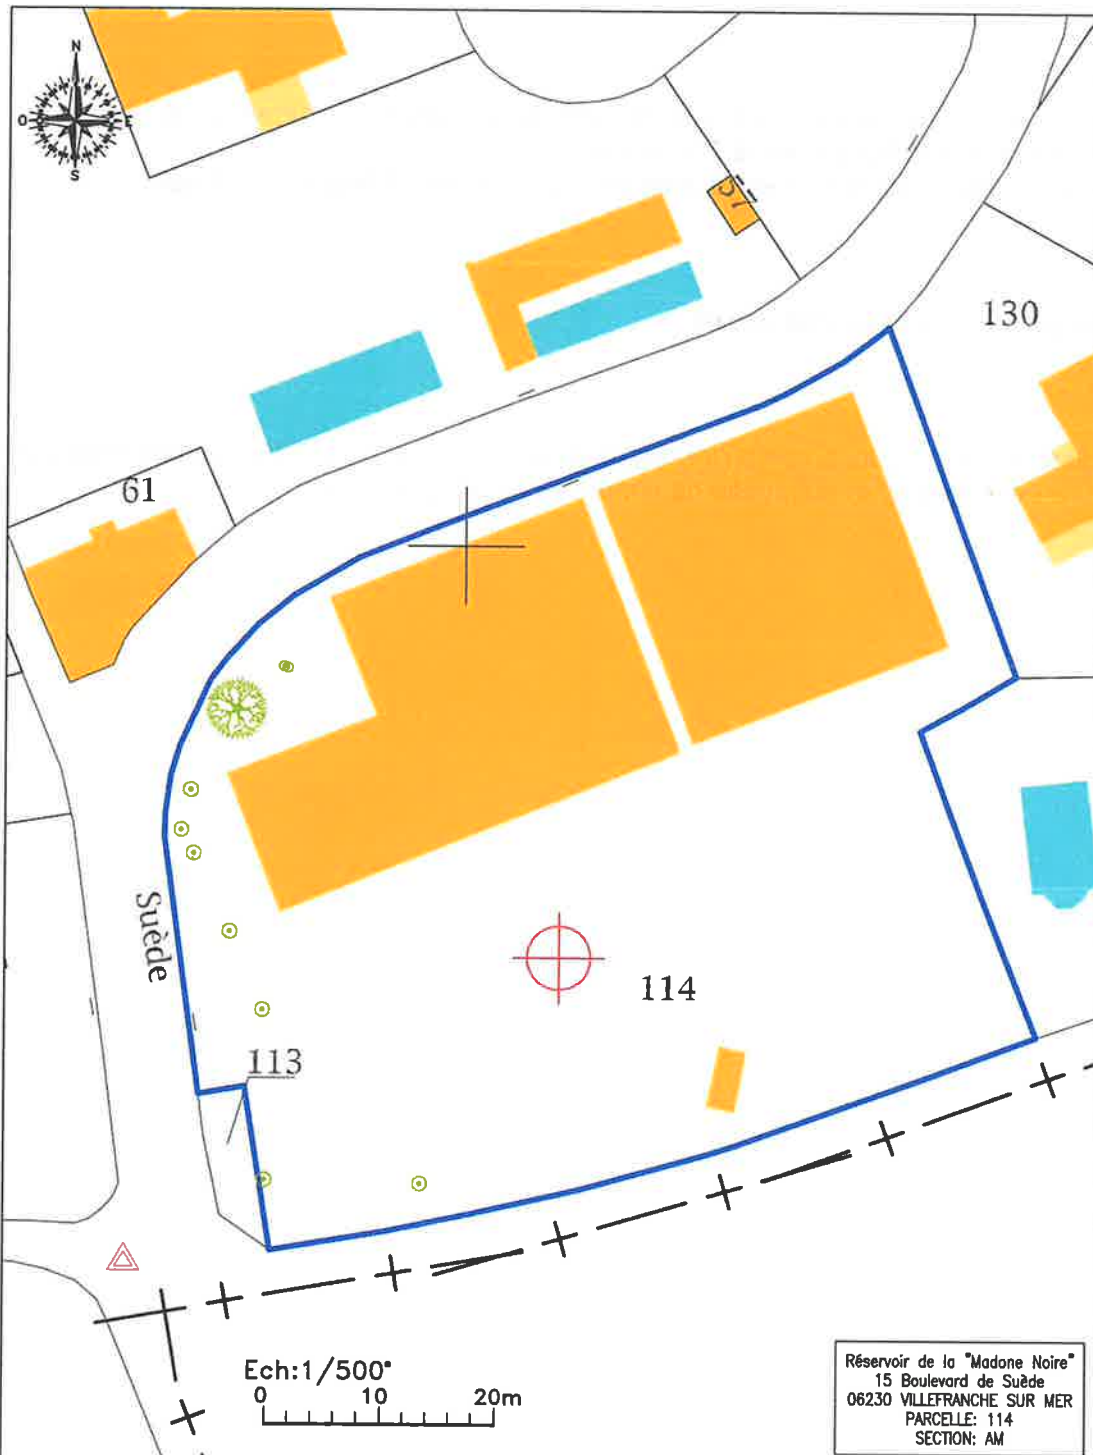 N
O E
S
130
61
Suède
114
113
Ech:1/500°
0 10 20m
Réservoir de la "Madone Noire"
15 Boulevard de Suède
06230 VILLEFRANCHE SUR MER
PARCELLE: 114
SECTION: AM